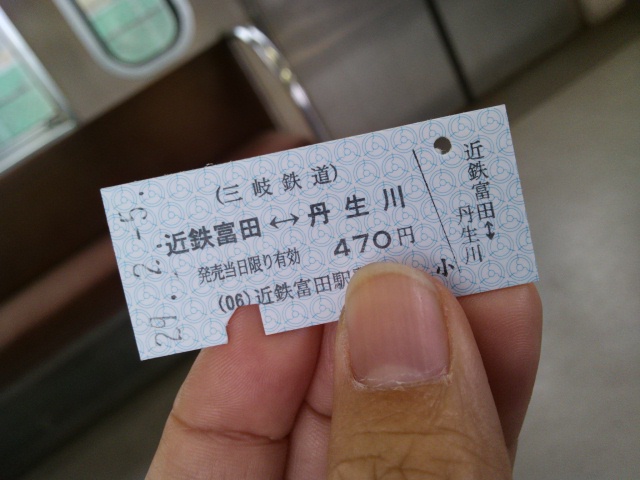 29.2.-5.
(三岐鉄道)
近鉄富田↔丹生川
発売当日限り有効 470円
(06)近鉄富田駅
小
近鉄富田↔丹生川